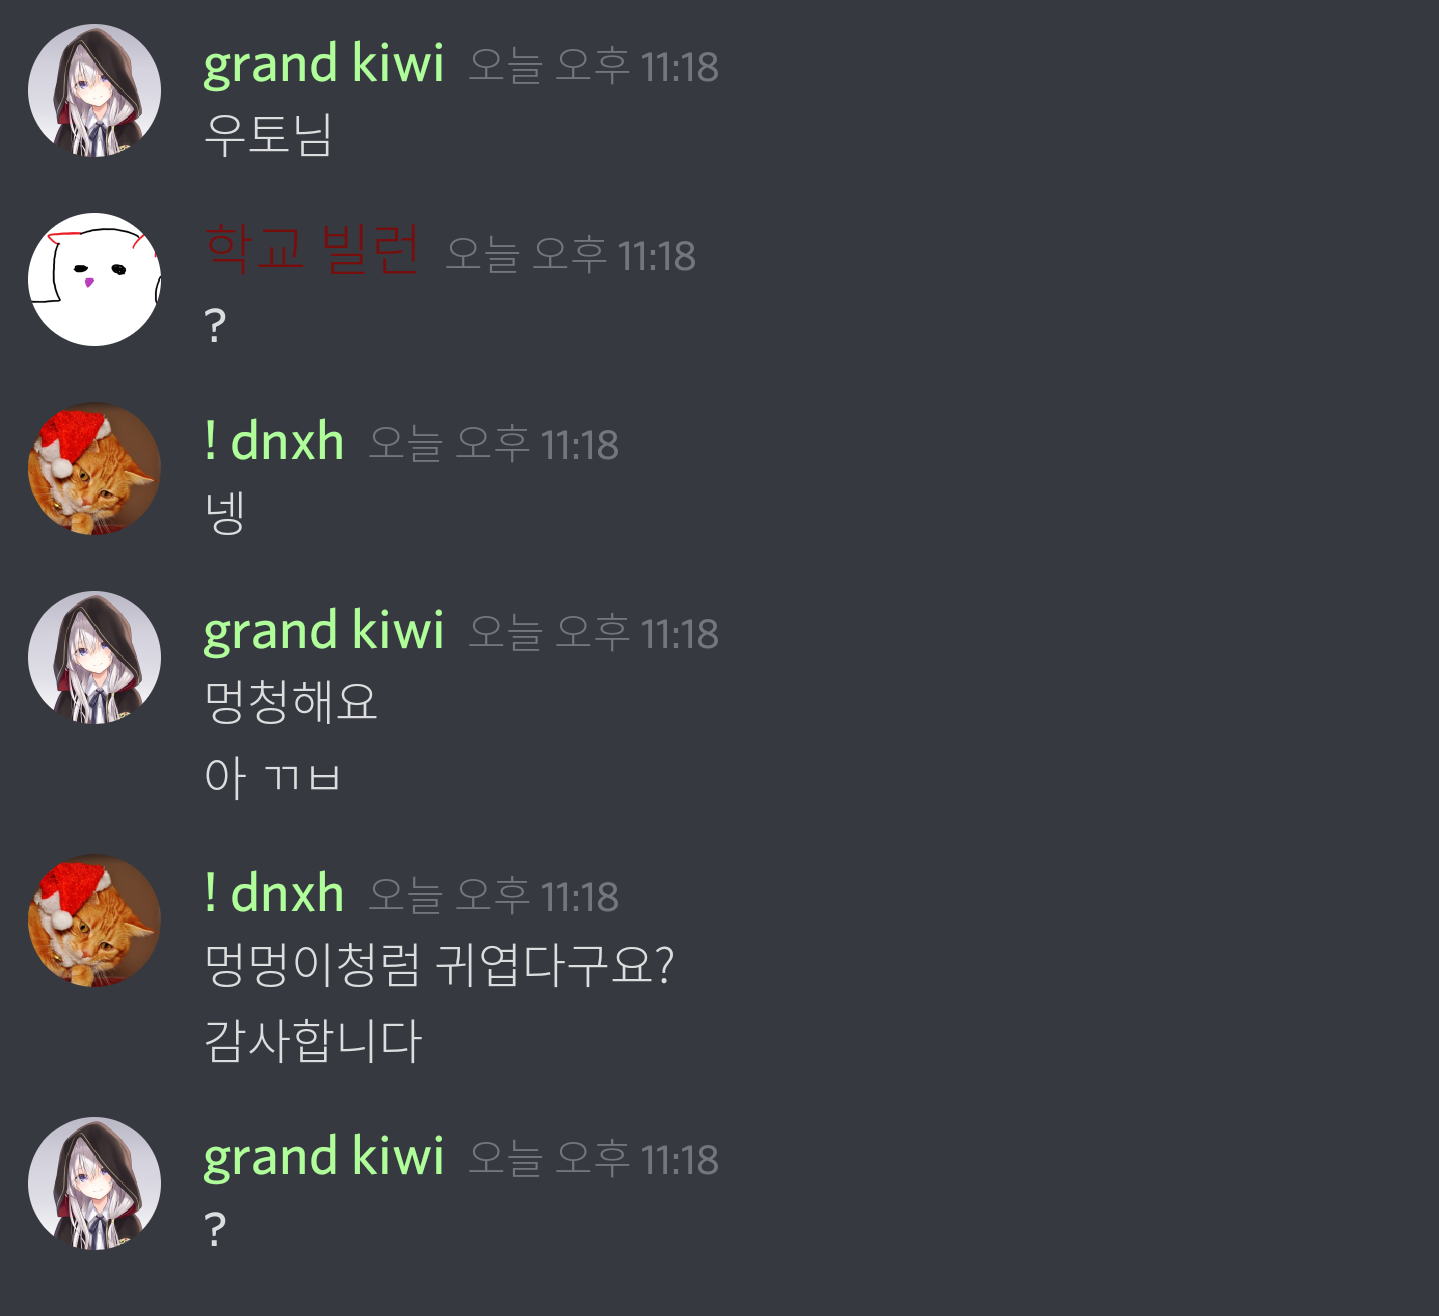 grand kiwi 오늘 오후 11:18
우토님
학교 빌런 오늘 오후 11:18
?
! dnxh 오늘 오후 11:18
넹
grand kiwi 오늘 오후 11:18
멍청해요
아 ㄲㅂ
! dnxh 오늘 오후 11:18
멍멍이청럼 귀엽다구요?
감사합니다
grand kiwi 오늘 오후 11:18
?